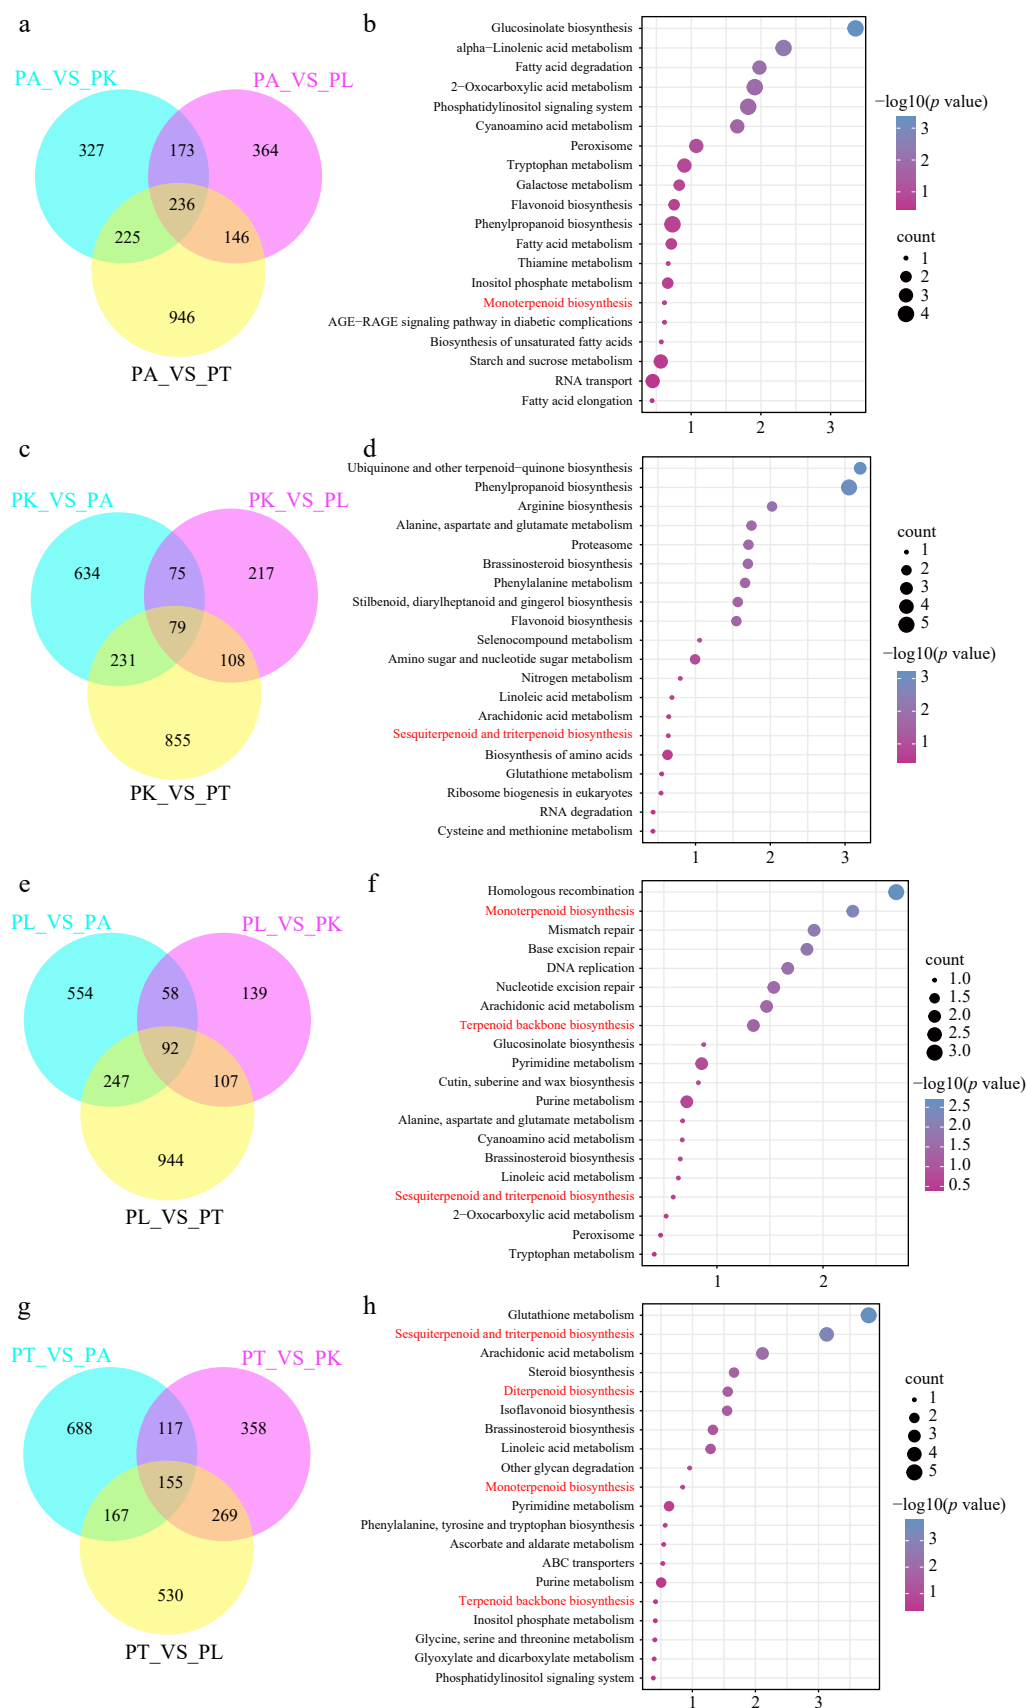 a
PA_VS_PK
PA_VS_PL
327
173
364
236
225
146
946
PA_VS_PT
b
Glucosinolate biosynthesis
alpha−Linolenic acid metabolism
Fatty acid degradation
2−Oxocarboxylic acid metabolism
Phosphatidylinositol signaling system
Cyanoamino acid metabolism
Peroxisome
Tryptophan metabolism
Galactose metabolism
Flavonoid biosynthesis
Phenylpropanoid biosynthesis
Fatty acid metabolism
Thiamine metabolism
Inositol phosphate metabolism
Monoterpenoid biosynthesis
AGE−RAGE signaling pathway in diabetic complications
Biosynthesis of unsaturated fatty acids
Starch and sucrose metabolism
RNA transport
Fatty acid elongation
1 2 3
−log10(p value)
3
2
1
count
1
2
3
4
c
PK_VS_PA
PK_VS_PL
634
75
217
79
231
108
855
PK_VS_PT
d
Ubiquinone and other terpenoid−quinone biosynthesis
Phenylpropanoid biosynthesis
Arginine biosynthesis
Alanine, aspartate and glutamate metabolism
Proteasome
Brassinosteroid biosynthesis
Phenylalanine metabolism
Stilbenoid, diarylheptanoid and gingerol biosynthesis
Flavonoid biosynthesis
Selenocompound metabolism
Amino sugar and nucleotide sugar metabolism
Nitrogen metabolism
Linoleic acid metabolism
Arachidonic acid metabolism
Sesquiterpenoid and triterpenoid biosynthesis
Biosynthesis of amino acids
Glutathione metabolism
Ribosome biogenesis in eukaryotes
RNA degradation
Cysteine and methionine metabolism
1 2 3
count
1
2
3
4
5
−log10(p value)
3
2
1
e
PL_VS_PA
PL_VS_PK
554
58
139
92
247
107
944
PL_VS_PT
f
Homologous recombination
Monoterpenoid biosynthesis
Mismatch repair
Base excision repair
DNA replication
Nucleotide excision repair
Arachidonic acid metabolism
Terpenoid backbone biosynthesis
Glucosinolate biosynthesis
Pyrimidine metabolism
Cutin, suberine and wax biosynthesis
Purine metabolism
Alanine, aspartate and glutamate metabolism
Cyanoamino acid metabolism
Brassinosteroid biosynthesis
Linoleic acid metabolism
Sesquiterpenoid and triterpenoid biosynthesis
2−Oxocarboxylic acid metabolism
Peroxisome
Tryptophan metabolism
1 2
count
1.0
1.5
2.0
2.5
3.0
−log10(p value)
2.5
2.0
1.5
1.0
0.5
g
PT_VS_PA
PT_VS_PK
688
117
358
155
167
269
530
PT_VS_PL
h
Glutathione metabolism
Sesquiterpenoid and triterpenoid biosynthesis
Arachidonic acid metabolism
Steroid biosynthesis
Diterpenoid biosynthesis
Isoflavonoid biosynthesis
Brassinosteroid biosynthesis
Linoleic acid metabolism
Other glycan degradation
Monoterpenoid biosynthesis
Pyrimidine metabolism
Phenylalanine, tyrosine and tryptophan biosynthesis
Ascorbate and aldarate metabolism
ABC transporters
Purine metabolism
Terpenoid backbone biosynthesis
Inositol phosphate metabolism
Glycine, serine and threonine metabolism
Glyoxylate and dicarboxylate metabolism
Phosphatidylinositol signaling system
1 2 3
count
1
2
3
4
5
−log10(p value)
3
2
1